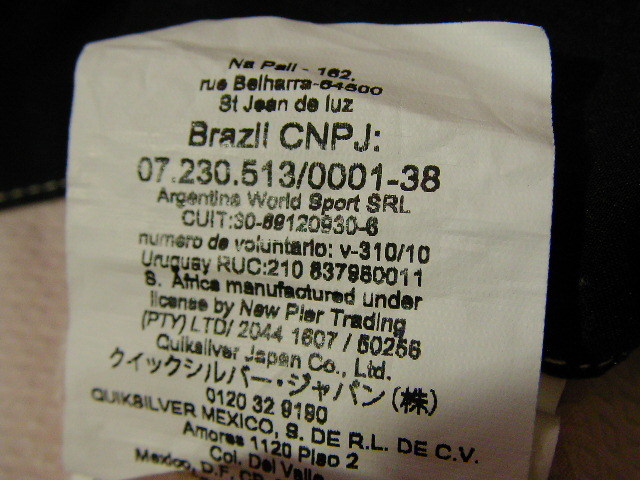 Na Pali - 162,
rue Belharra-64500
St Jean de luz
Brazil CNPJ:
07.230.513/0001-38
Argentina World Sport SRL
CUIT:30-69120930-6
numero de voluntario: v-310/10
Uruguay RUC:210 637980011
S. Africa manufactured under
license by New Pier Trading
(PTY) LTD/ 2044 1607 / 50256
Quiksilver Japan Co., Ltd.
クイックシルバー・ジャパン(株)
0120 32 9190
QUIKSILVER MEXICO, S. DE R.L. DE C.V.
Amores 1120 Piso 2
Col. Del Valle
Mexico, D.F. CP